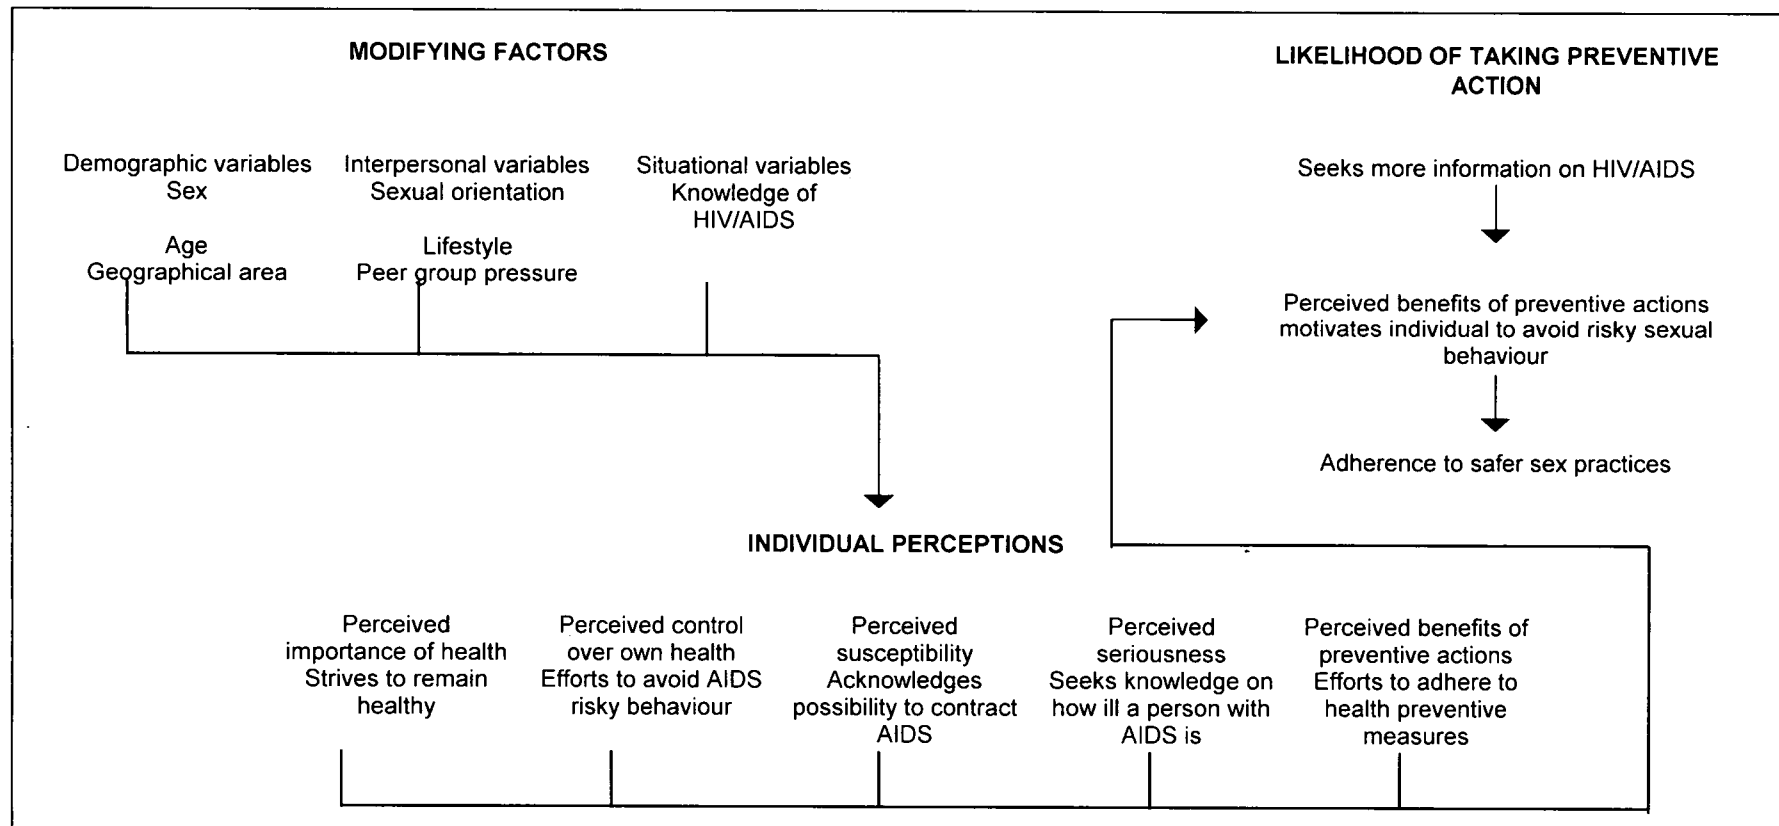 MODIFYING FACTORS
Demographic variables
Sex
Age
Geographical area
Interpersonal variables
Sexual orientation
Lifestyle
Peer group pressure
Situational variables
Knowledge of
HIV/AIDS
LIKELIHOOD OF TAKING PREVENTIVE
ACTION
Seeks more information on HIV/AIDS
Perceived benefits of preventive actions
motivates individual to avoid risky sexual
behaviour
Adherence to safer sex practices
INDIVIDUAL PERCEPTIONS
Perceived
importance of health
Strives to remain
healthy
Perceived control
over own health
Efforts to avoid AIDS
risky behaviour
Perceived
susceptibility
Acknowledges
possibility to contract
AIDS
Perceived
seriousness
Seeks knowledge on
how ill a person with
AIDS is
Perceived benefits of
preventive actions
Efforts to adhere to
health preventive
measures